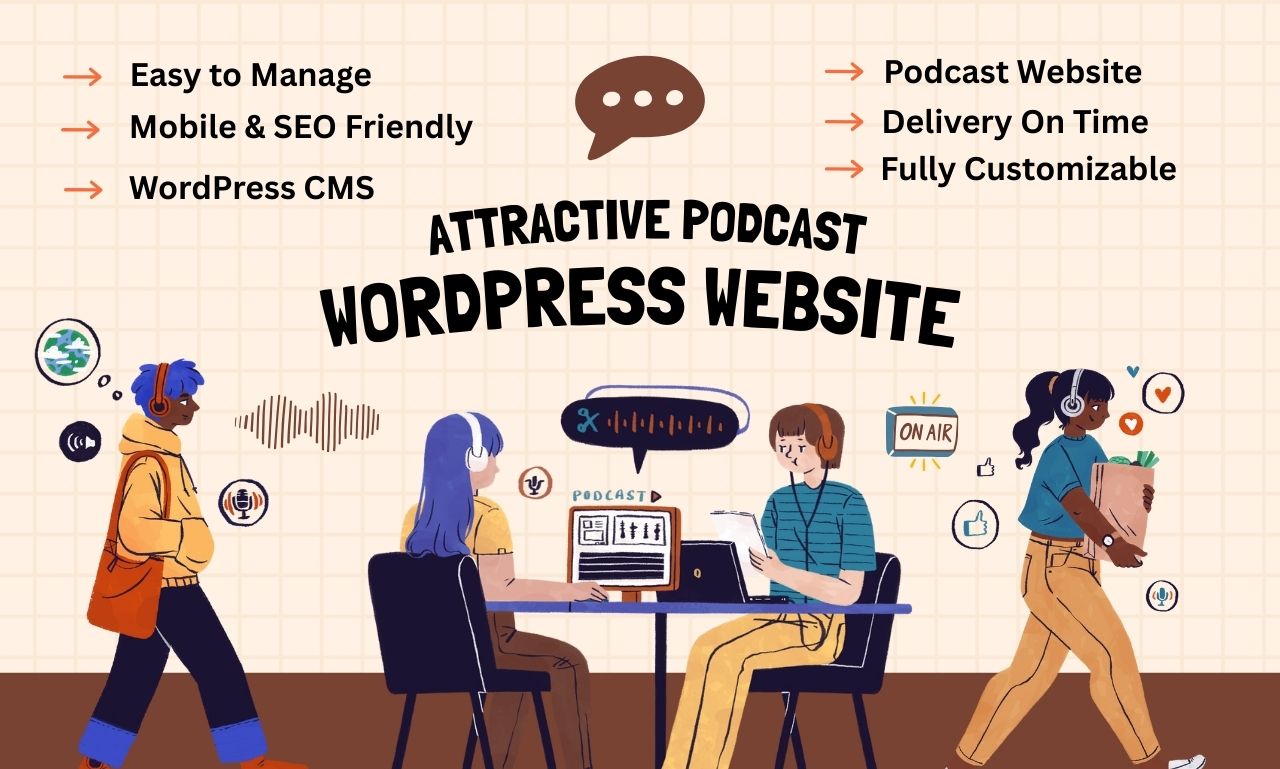 Easy to Manage
Mobile & SEO Friendly
WordPress CMS
Podcast Website
Delivery On Time
Fully Customizable
ATTRACTIVE PODCAST
WORDPRESS WEBSITE
ON AIR
PODCAST